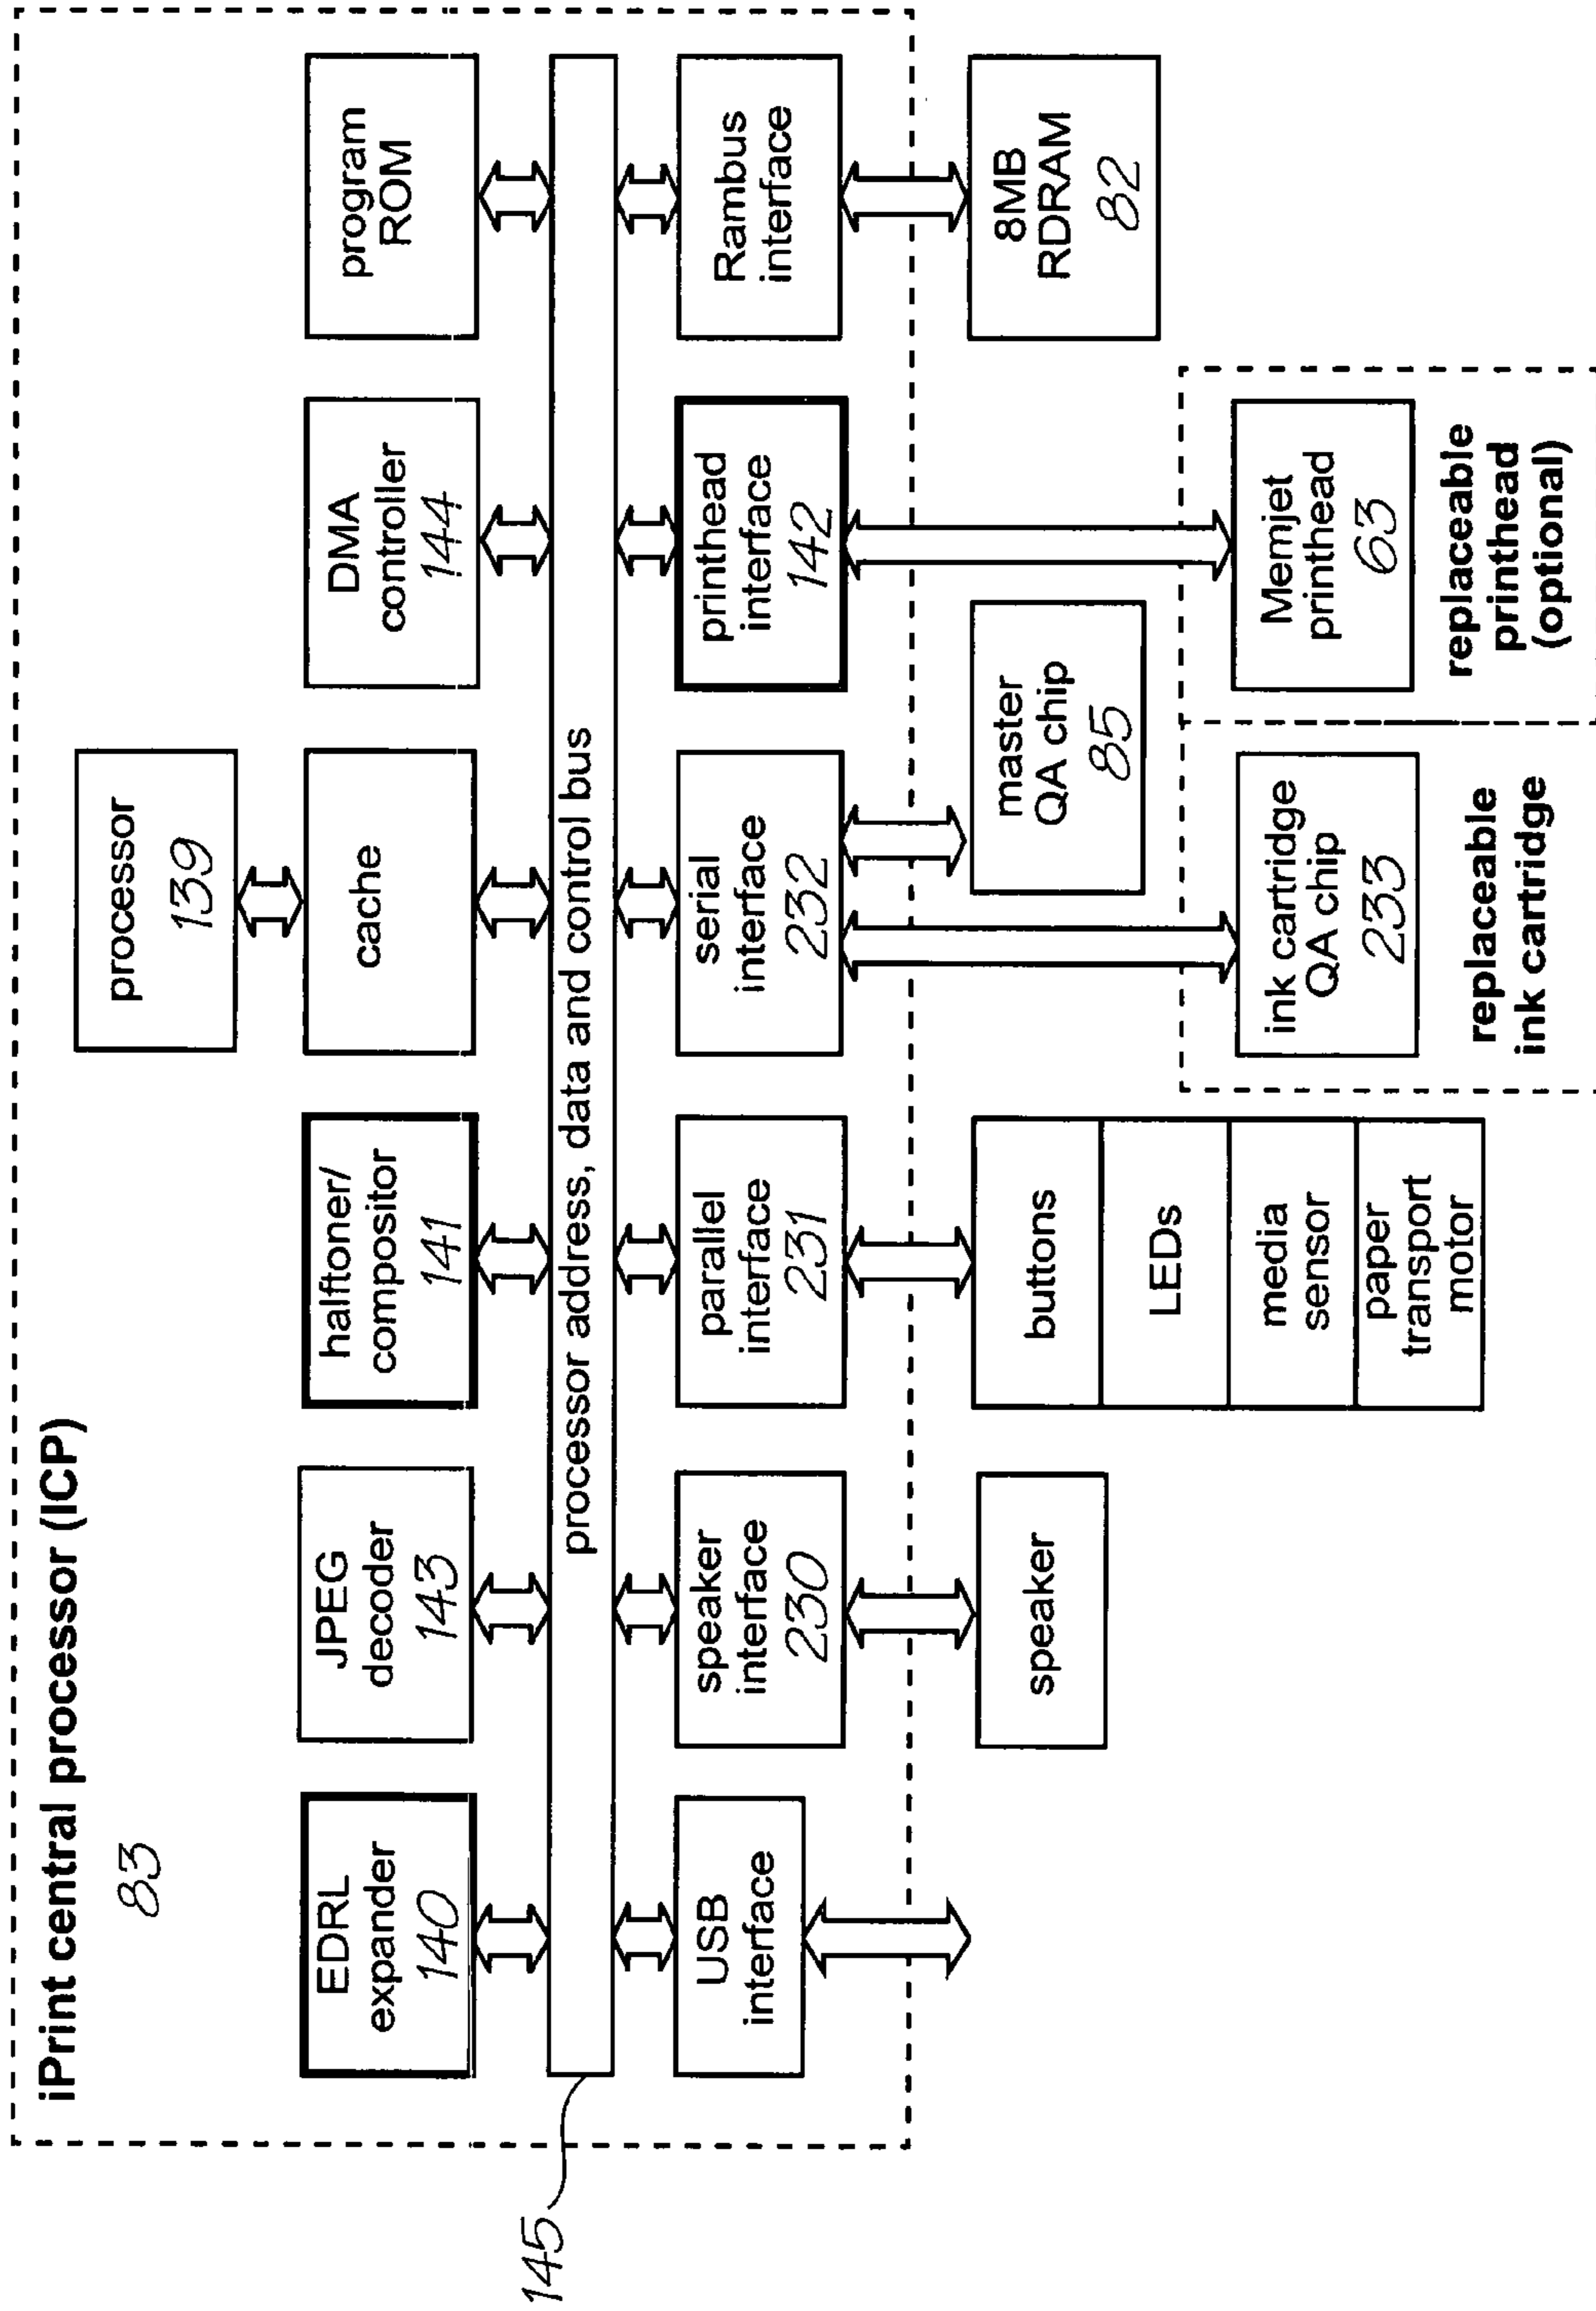 iPrint central processor (ICP)
83
processor
139
EDRL
expander
140
JPEG
decoder
143
halftoner/
compositor
141
cache
DMA
controller
144
program
ROM
145
processor address, data and control bus
USB
interface
speaker
interface
230
parallel
interface
231
serial
interface
232
printhead
interface
142
Rambus
interface
speaker
buttons
LEDs
media
sensor
paper
transport
motor
master
QA chip
85
8MB
RDRAM
82
ink cartridge
QA chip
233
replaceable
ink cartridge
Memjet
printhead
63
replaceable
printhead
(optional)